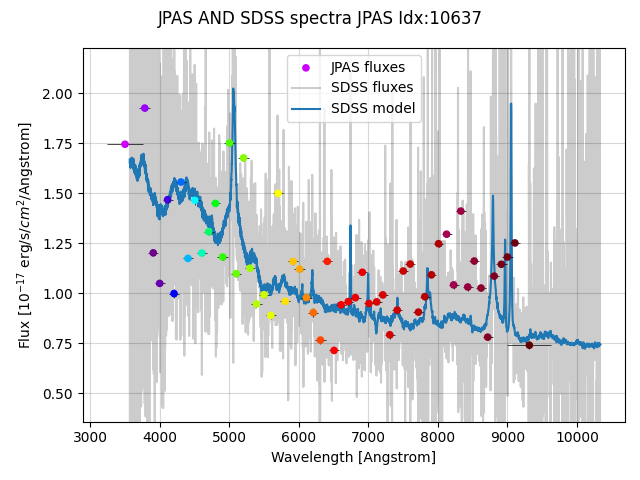 JPAS AND SDSS spectra JPAS Idx:10637
JPAS fluxes
SDSS fluxes
SDSS model
2.00
1.75
1.50
1.25
1.00
0.75
0.50
Flux [10⁻¹⁷ erg/s/cm²/Angstrom]
3000 4000 5000 6000 7000 8000 9000 10000
Wavelength [Angstrom]